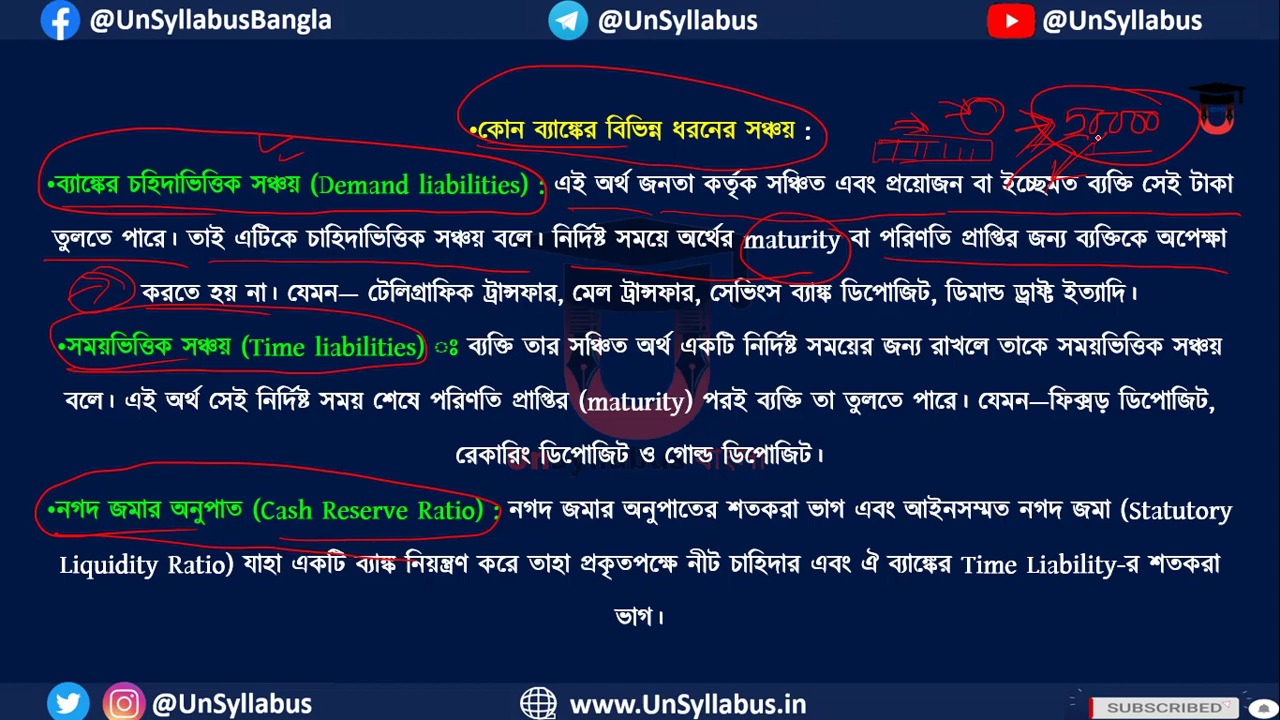 @UnSyllabusBangla @UnSyllabus @UnSyllabus
•কোন ব্যাঙ্কের বিভিন্ন ধরনের সঞ্চয় :
•ব্যাঙ্কের চহিদাভিত্তিক সঞ্চয় (Demand liabilities) : এই অর্থ জনতা কর্তৃক সঞ্চিত এবং প্রয়োজন বা ইচ্ছেমত ব্যক্তি সেই টাকা
তুলতে পারে। তাই এটিকে চাহিদাভিত্তিক সঞ্চয় বলে। নির্দিষ্ট সময়ে অর্থের maturity বা পরিণতি প্রাপ্তির জন্য ব্যক্তিকে অপেক্ষা
করতে হয় না। যেমন— টেলিগ্রাফিক ট্রান্সফার, মেল ট্রান্সফার, সেভিংস ব্যাঙ্ক ডিপোজিট, ডিমান্ড ড্রাফ্ট ইত্যাদি।
•সময়ভিত্তিক সঞ্চয় (Time liabilities) ঃ ব্যক্তি তার সঞ্চিত অর্থ একটি নির্দিষ্ট সময়ের জন্য রাখলে তাকে সময়ভিত্তিক সঞ্চয়
বলে। এই অর্থ সেই নির্দিষ্ট সময় শেষে পরিণতি প্রাপ্তির (maturity) পরই ব্যক্তি তা তুলতে পারে। যেমন—ফিক্সড্ ডিপোজিট,
রেকারিং ডিপোজিট ও গোল্ড ডিপোজিট।
•নগদ জমার অনুপাত (Cash Reserve Ratio) : নগদ জমার অনুপাতের শতকরা ভাগ এবং আইনসম্মত নগদ জমা (Statutory
Liquidity Ratio) যাহা একটি ব্যাঙ্ক নিয়ন্ত্রণ করে তাহা প্রকৃতপক্ষে নীট চাহিদার এবং ঐ ব্যাঙ্কের Time Liability-র শতকরা
ভাগ।
@UnSyllabus www.UnSyllabus.in SUBSCRIBED